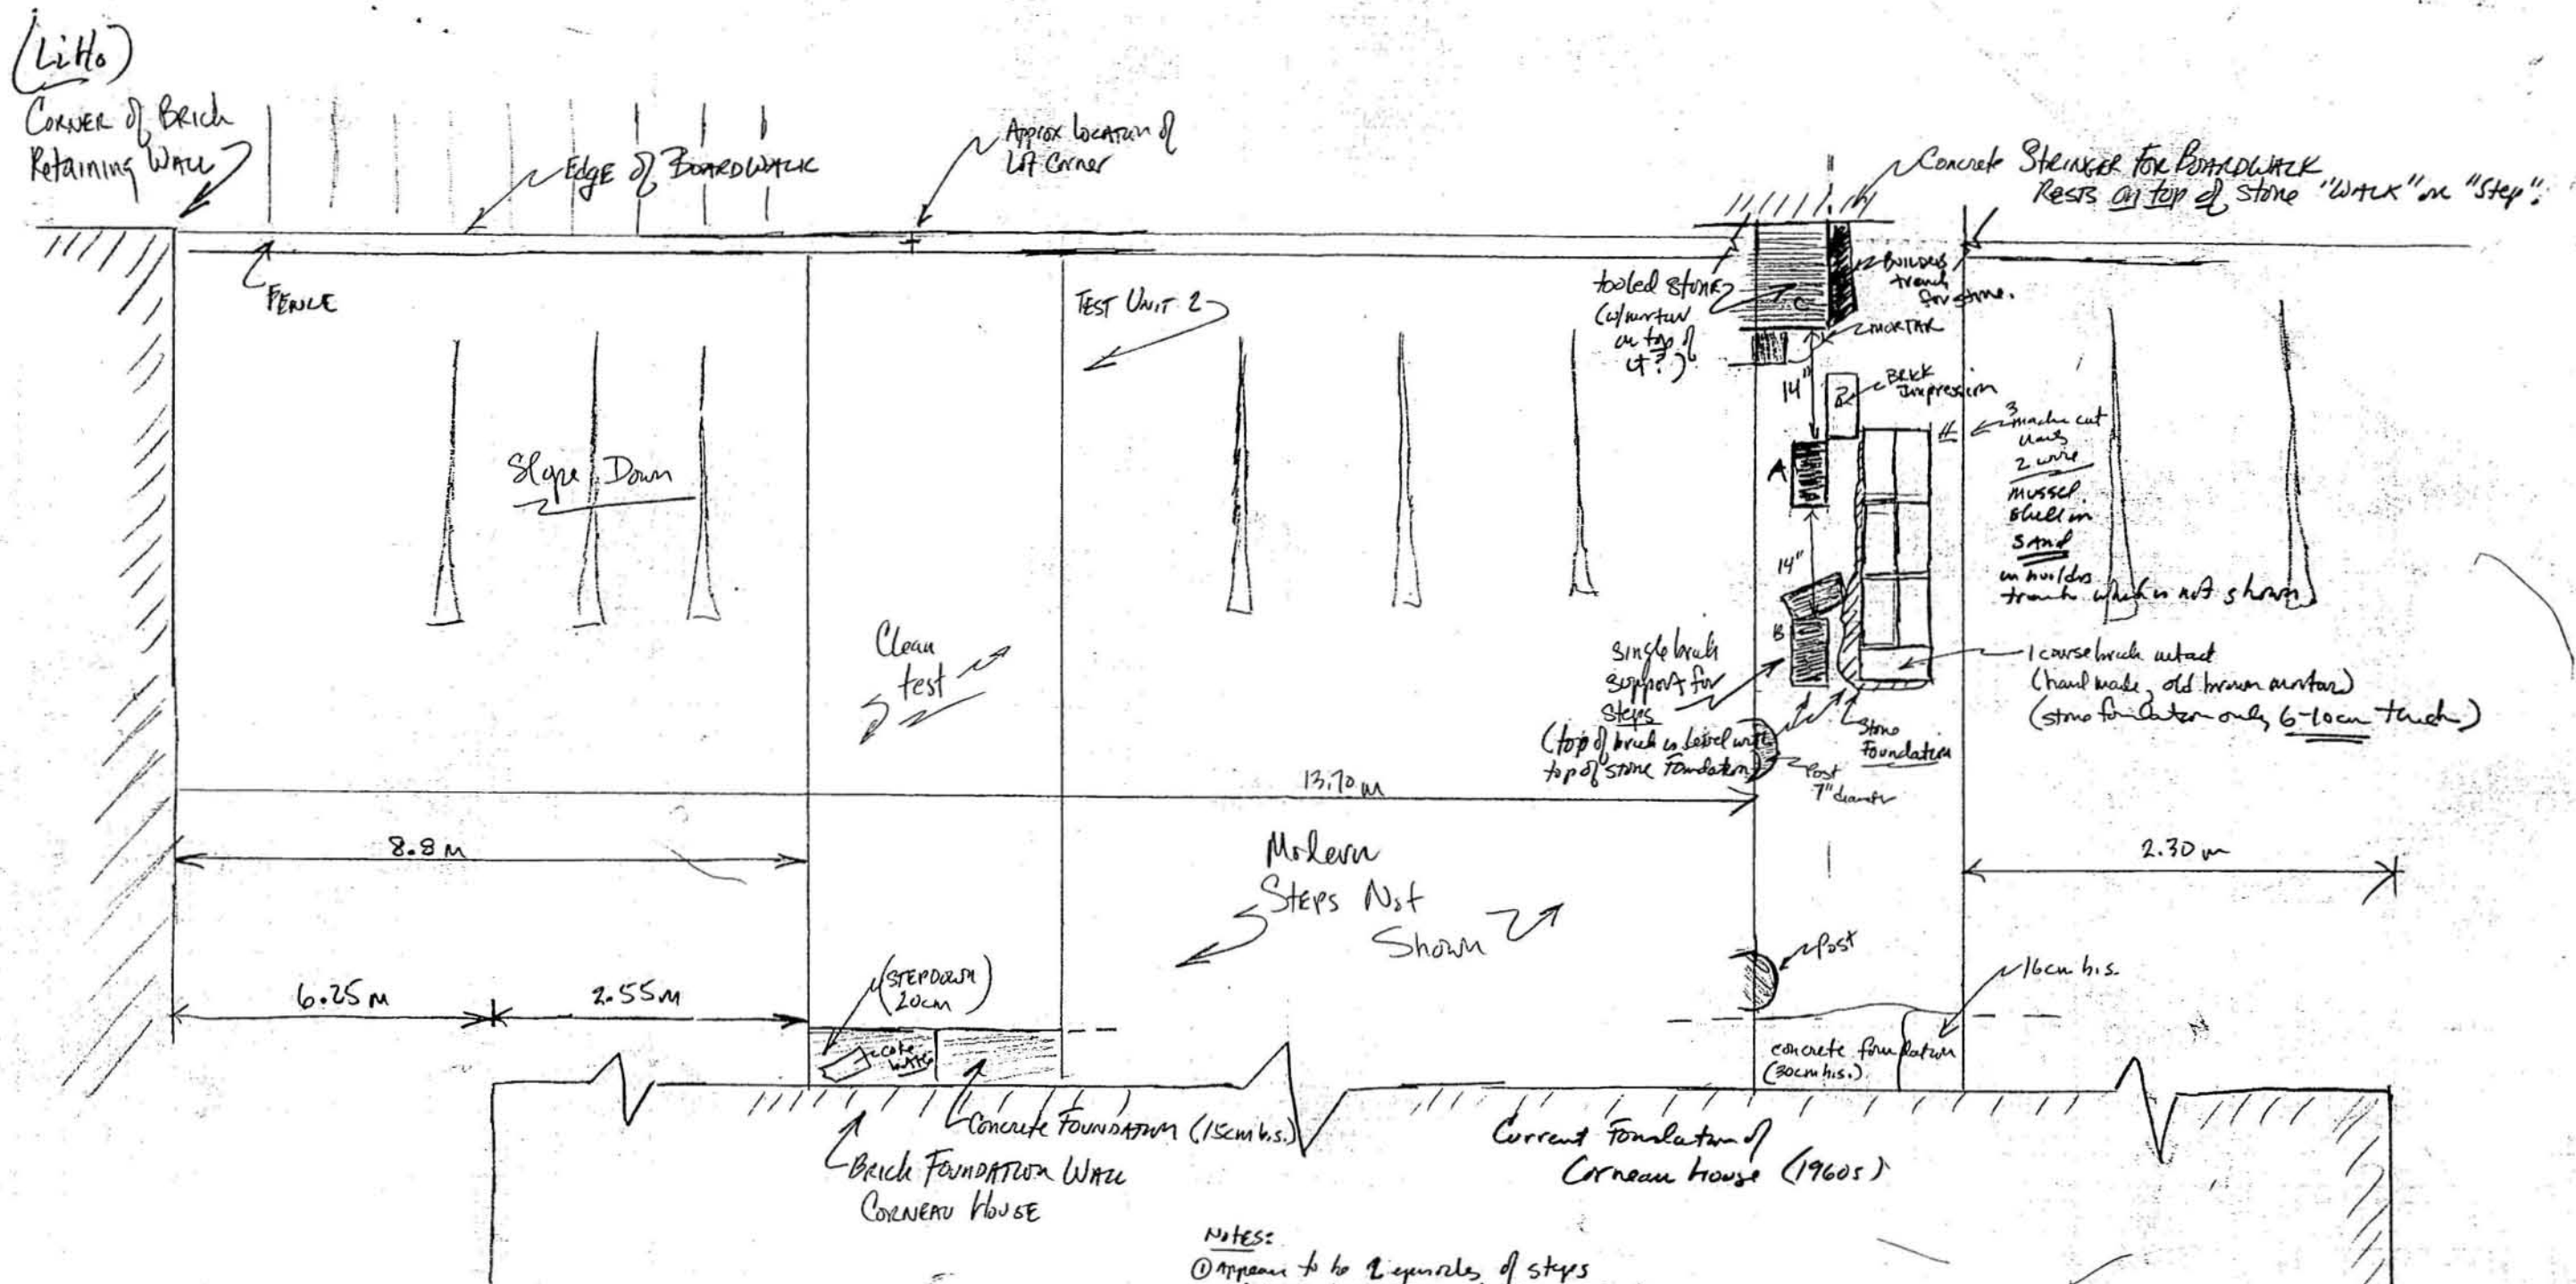 (Litto)
CORNER of BRICK
Retaining WALL
Edge of BOARDWALK
Approx location of
Lot Corner
Concrete STRINGER FOR BOARDWALK
RESTS on top of stone "WALK" or "Step".
FENCE
TEST UNIT 2
tooled stone
(w/mortar
on top of
it?)
C
BUILDERS
trench
for stone.
MORTAR
14"
BRICK
Impression
3
machine cut
nails
2 wire
mussel
shell in
SAND
in builders
trench which is not shown
A
Slope Down
14"
B
Clean
test
single brick
support for
steps
(top of brick is level with
top of stone Foundation)
1 course brick intact
(hand made, old brown mortar)
(stone foundation only 6-10cm thick)
Stone
Foundation
Post
7" diameter
13.70 m
8.8 M
Modern
Steps Not
Shown
2.30 m
Post
16cm b.s.
6.25 M
2.55 M
(STEPDOWN
20cm)
concrete foundation
(30cm b.s.)
Concrete FOUNDATION (15cm b.s.)
BRICK FOUNDATION WALL
CORNEAU HOUSE
Current Foundation of
Corneau House (1960s)
Notes:
① Appear to be 2 episodes of steps